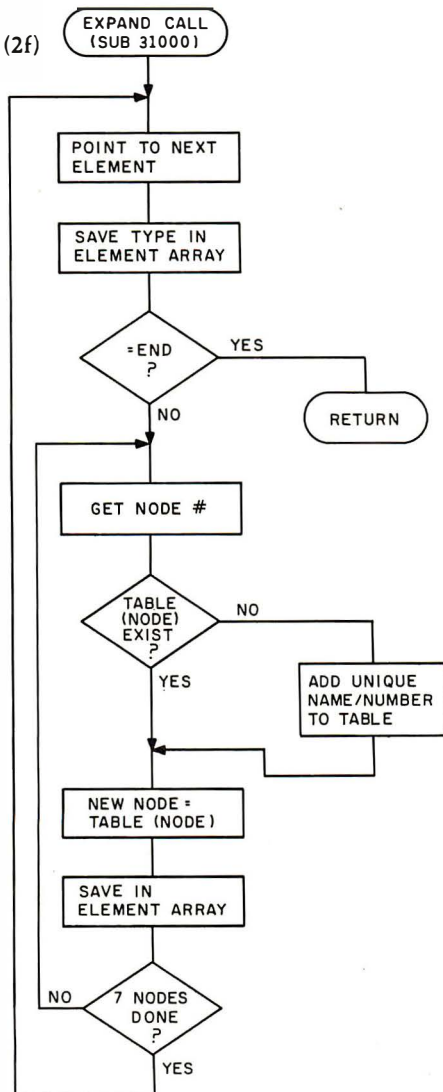 (2f)
EXPAND CALL
(SUB 31000)
POINT TO NEXT
ELEMENT
SAVE TYPE IN
ELEMENT ARRAY
=END
?
YES
RETURN
NO
GET NODE #
TABLE
(NODE)
EXIST
?
NO
YES
ADD UNIQUE
NAME/NUMBER
TO TABLE
NEW NODE=
TABLE (NODE)
SAVE IN
ELEMENT ARRAY
NO
7 NODES
DONE
?
YES